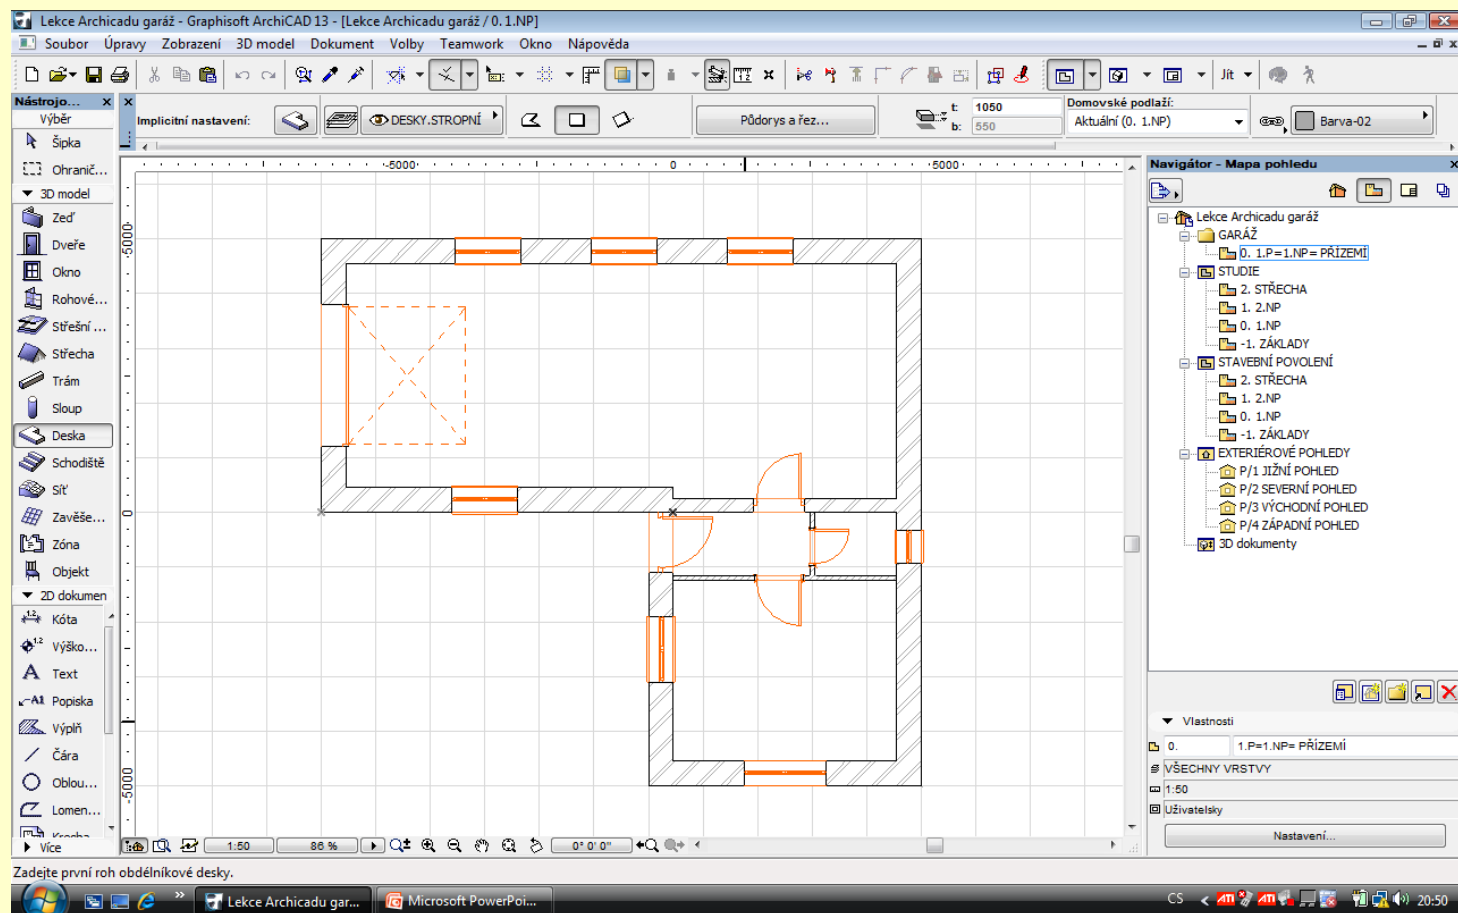 Lekce Archicadu garáž - Graphisoft ArchiCAD 13 - [Lekce Archicadu garáž / 0. 1.NP]
Soubor Úpravy Zobrazení 3D model Dokument Volby Teamwork Okno Nápověda
Jít
Nástrojo...
Výběr
Šipka
Ohranič...
3D model
Zeď
Dveře
Okno
Rohové...
Střešní ...
Střecha
Trám
Sloup
Deska
Schodiště
Síť
Zavěše...
Zóna
Objekt
2D dokumen
Kóta
Výško...
Text
Popiska
Výplň
Čára
Oblou...
Lomen...
Více
Implicitní nastavení:
DESKY.STROPNÍ
Půdorys a řez...
t: 1050
b: 550
Domovské podlaží:
Aktuální (0. 1.NP)
Barva-02
-5000 0 5000
5000
0
-5000
1:50
86 %
0° 0' 0"
Navigátor - Mapa pohledu
Lekce Archicadu garáž
GARÁŽ
0. 1.P=1.NP= PŘÍZEMÍ
STUDIE
2. STŘECHA
1. 2.NP
0. 1.NP
-1. ZÁKLADY
STAVEBNÍ POVOLENÍ
2. STŘECHA
1. 2.NP
0. 1.NP
-1. ZÁKLADY
EXTERIÉROVÉ POHLEDY
P/1 JIŽNÍ POHLED
P/2 SEVERNÍ POHLED
P/3 VÝCHODNÍ POHLED
P/4 ZÁPADNÍ POHLED
3D dokumenty
Vlastnosti
0. 1.P=1.NP= PŘÍZEMÍ
VŠECHNY VRSTVY
1:50
Uživatelsky
Nastavení...
Zadejte první roh obdélníkové desky.
Lekce Archicadu gar...
Microsoft PowerPoi...
CS
20:50